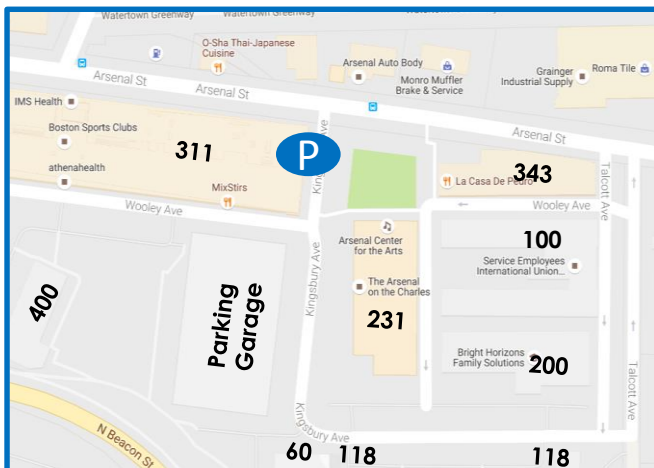 Watertown Greenway
Watertown Greenway
O-Sha Thai-Japanese
Cuisine
Arsenal St
Arsenal St
Arsenal Auto Body
Monro Muffler
Brake & Service
Grainger
Industrial Supply
Roma Tile
IMS Health
Boston Sports Clubs
311
P
Arsenal St
athenahealth
MixStirs
343
La Casa De Pedro
Talcott Ave
Wooley Ave
Wooley Ave
Arsenal Center
for the Arts
100
Service Employees
International Union...
400
Parking
Garage
Kingsbury Ave
The Arsenal
on the Charles
231
Bright Horizons
Family Solutions
200
Talcott Ave
N Beacon St
Kingsbury Ave
60
118
118